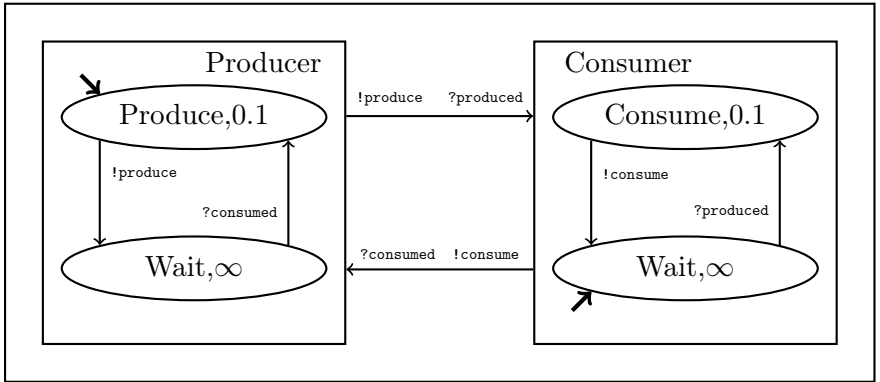 Producer
Produce,0.1
!produce
?consumed
Wait,∞
!produce ?produced
?consumed !consume
Consumer
Consume,0.1
!consume
?produced
Wait,∞